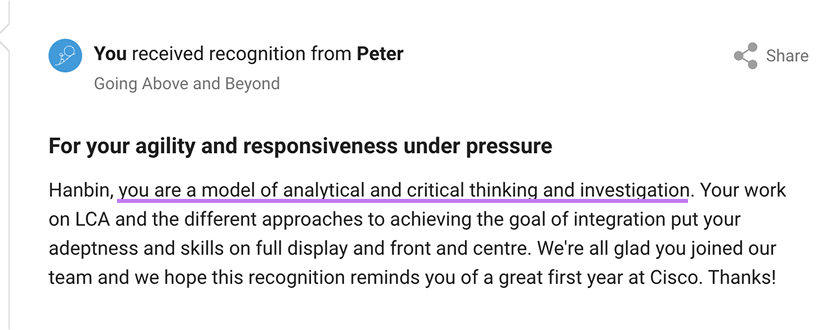 You received recognition from Peter
Share
Going Above and Beyond
For your agility and responsiveness under pressure
Hanbin, you are a model of analytical and critical thinking and investigation. Your work
on LCA and the different approaches to achieving the goal of integration put your
adeptness and skills on full display and front and centre. We're all glad you joined our
team and we hope this recognition reminds you of a great first year at Cisco. Thanks!